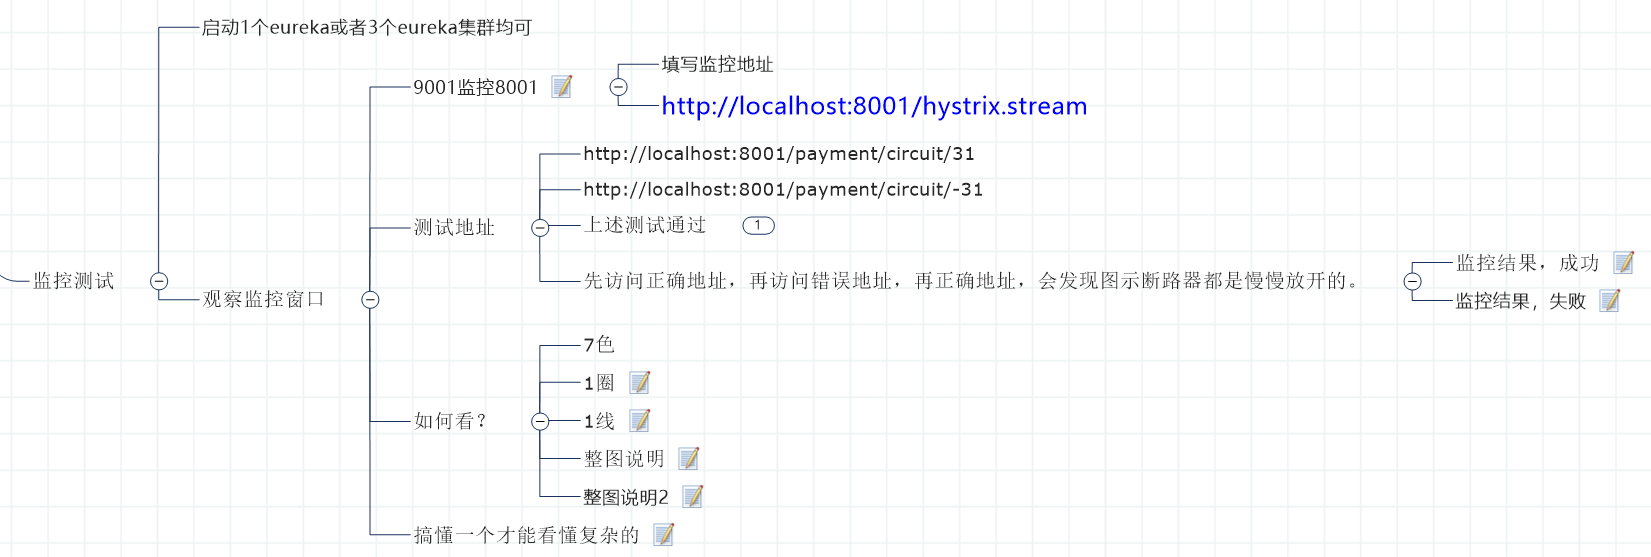 启动1个eureka或者3个eureka集群均可
填写监控地址
9001监控8001
http://localhost:8001/hystrix.stream
http://localhost:8001/payment/circuit/31
http://localhost:8001/payment/circuit/-31
测试地址
上述测试通过
1
监控结果，成功
监控测试
先访问正确地址，再访问错误地址，再正确地址，会发现图示断路器都是慢慢放开的。
观察监控窗口
监控结果，失败
7色
1圈
如何看？
1线
整图说明
整图说明2
搞懂一个才能看懂复杂的